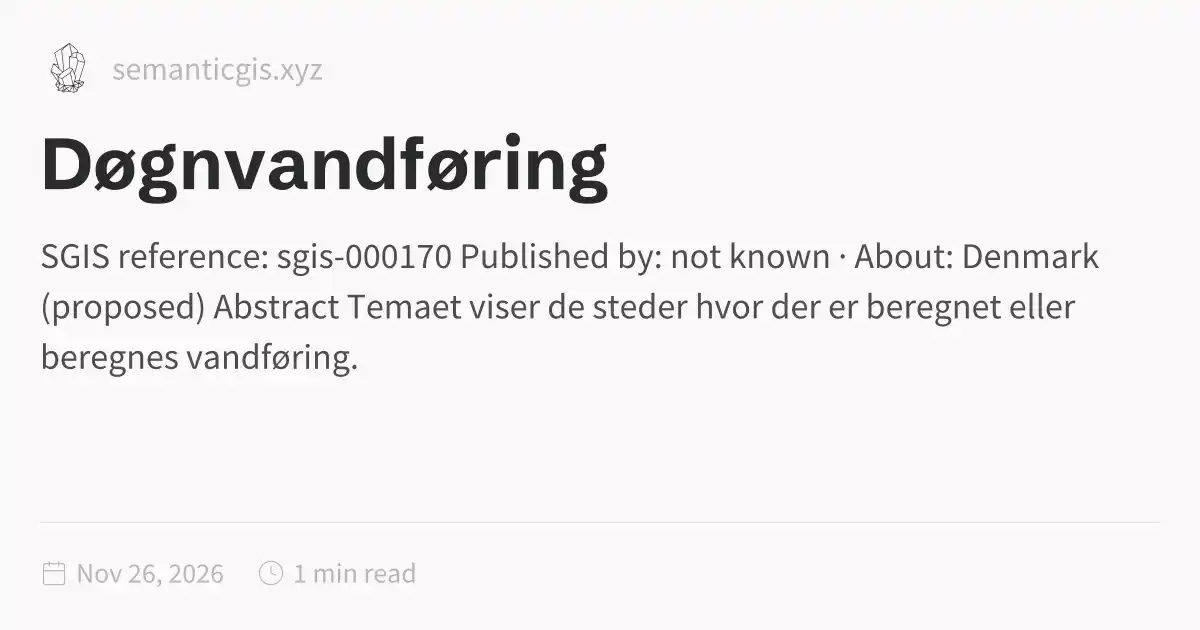 semanticgis.xyz
Døgnvandføring
SGIS reference: sgis-000170 Published by: not known · About: Denmark
(proposed) Abstract Temaet viser de steder hvor der er beregnet eller
beregnes vandføring.
Nov 26, 2026 1 min read